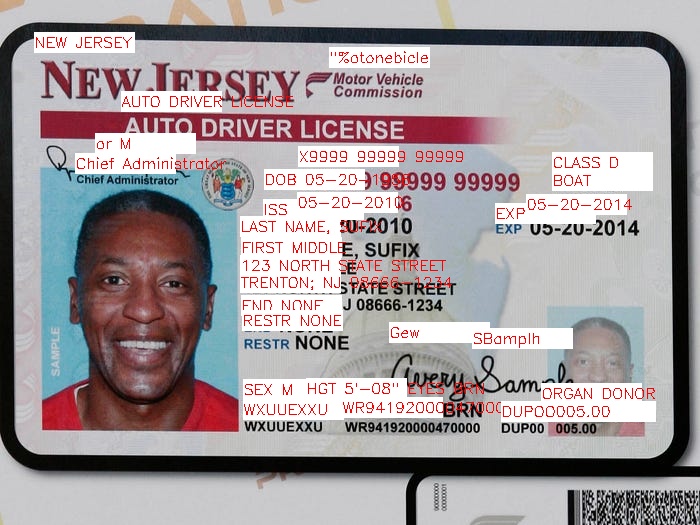 NEW JERSEY
"%otonebicle
NEW JERSEY Motor Vehicle
Commission
AUTO DRIVER LICENSE
AUTO DRIVER LICENSE
or M
Chief Administrator
Chief Administrator
X9999 99999 99999
99999 99999
CLASS D
BOAT
DOB 05-20-
ISS 05-20-2010
EXP 05-20-2014
EXP 05-20-2014
-2010
LAST NAME, SUFIX
E, SUFIX
FIRST MIDDLE
123 NORTH STATE STREET
TRENTON, NJ 08666-1234
STATE STREET
J 08666-1234
END NONE
RESTR NONE
RESTR NONE
Gew
SBamplh
Avery Sample
SAMPLE
SEX M HGT 5'-08" EYES BRN
ORGAN DONOR
WXUUEXXU WR941920000470000
BRN
DUPOO005.00
WXUUEXXU WR941920000470000 DUP00 005.00